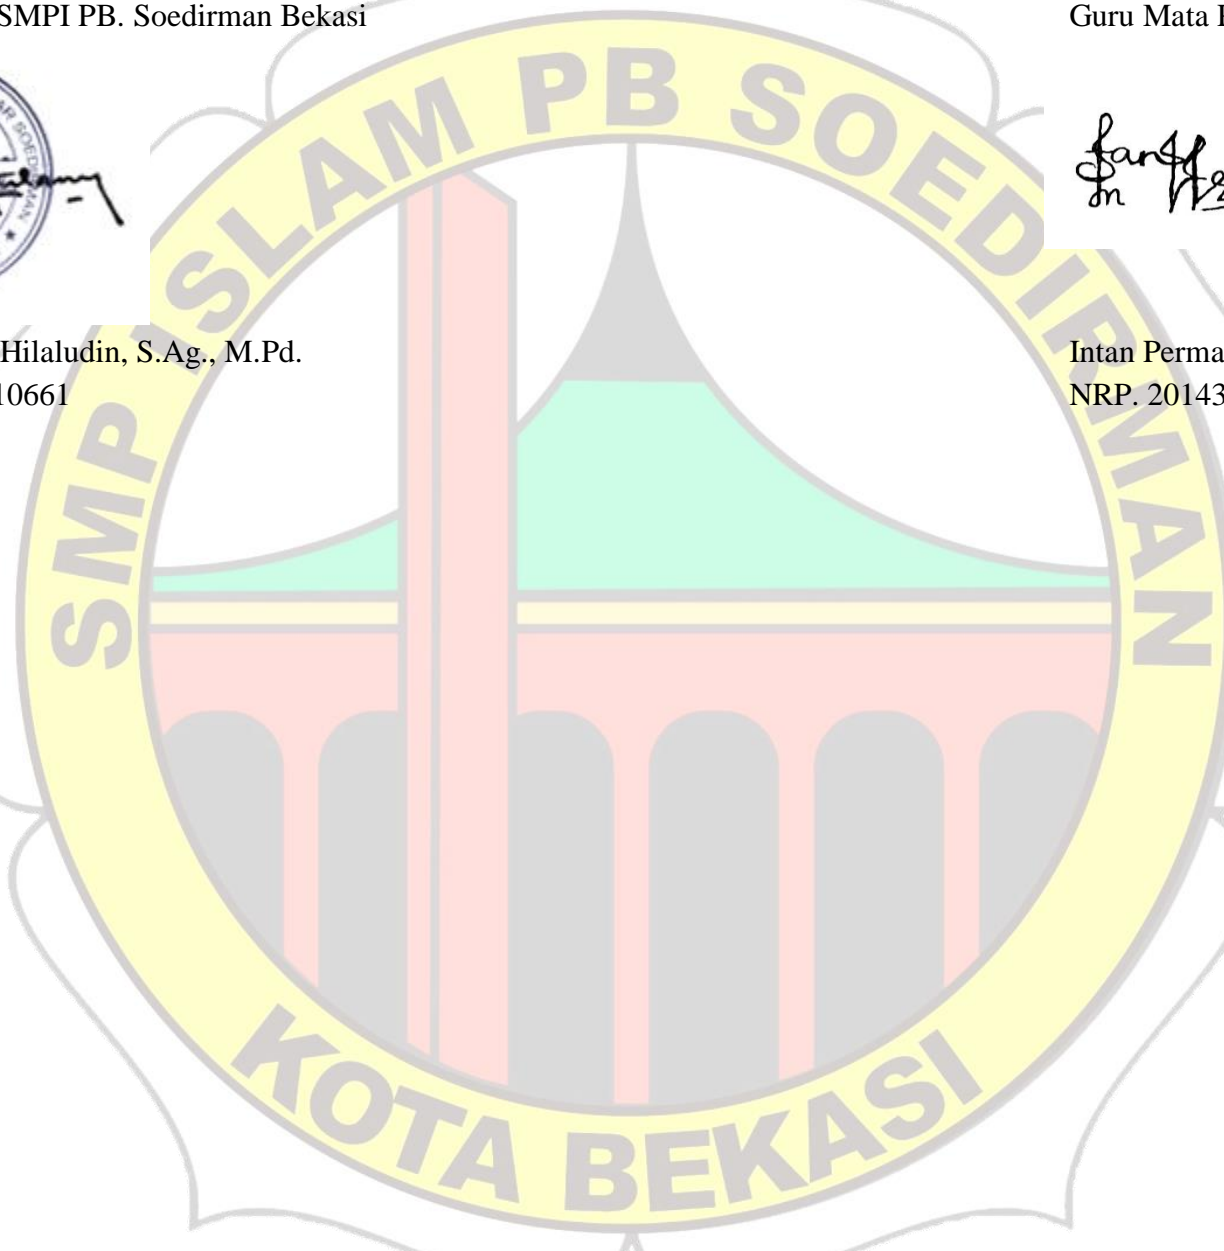 SMPI PB. Soedirman Bekasi
Guru Mata
Hilaludin, S.Ag., M.Pd.
10661
Intan Perma
NRP. 20143
SMP ISLAM PB SOEDIRMAN
KOTA BEKASI